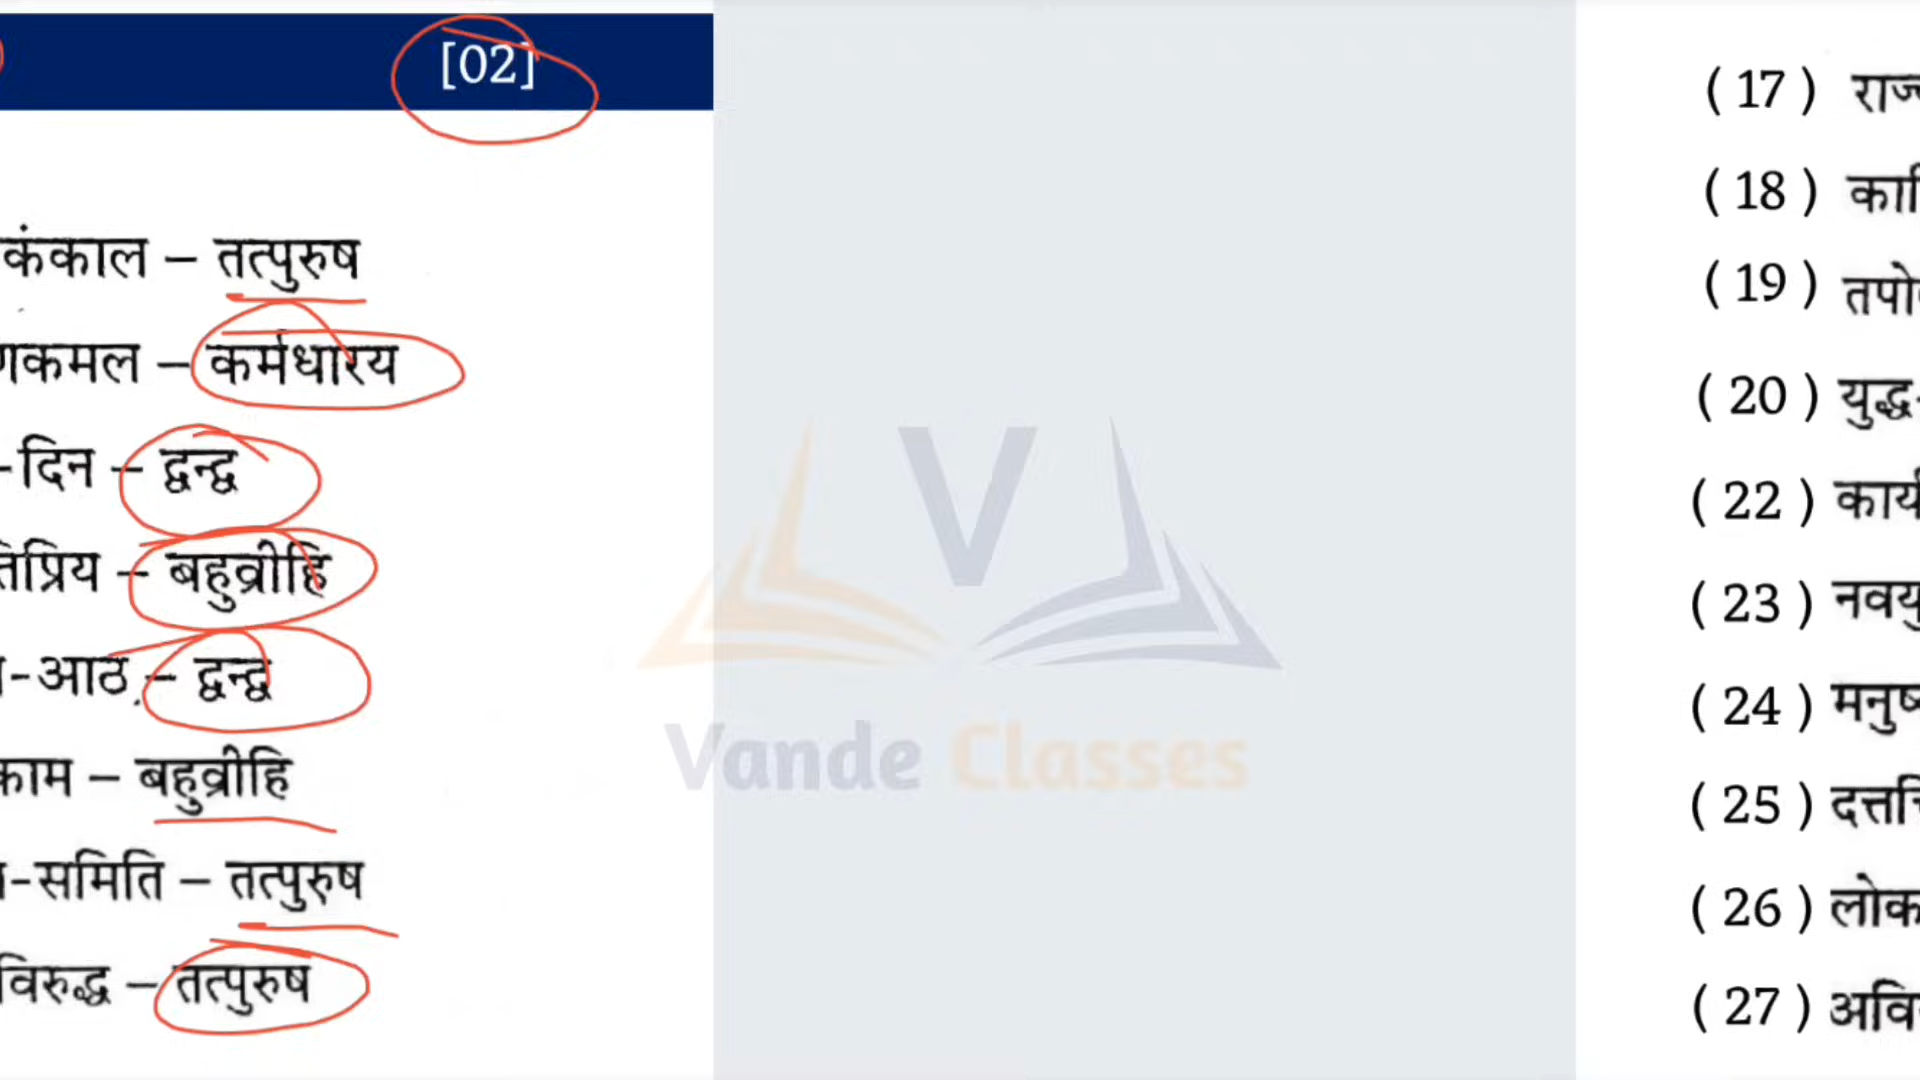 [02]
कंकाल – तत्पुरुष
कमल – कर्मधारय
-दिन – द्वन्द्व
प्रिय – बहुव्रीहि
-आठ – द्वन्द्व
काम – बहुव्रीहि
-समिति – तत्पुरुष
विरुद्ध – तत्पुरुष
V
Vande Classes
( 17 )
( 18 )
( 19 )
( 20 ) युद्ध-
( 22 )
( 23 )
( 24 )
( 25 )
( 26 ) लोक
( 27 )